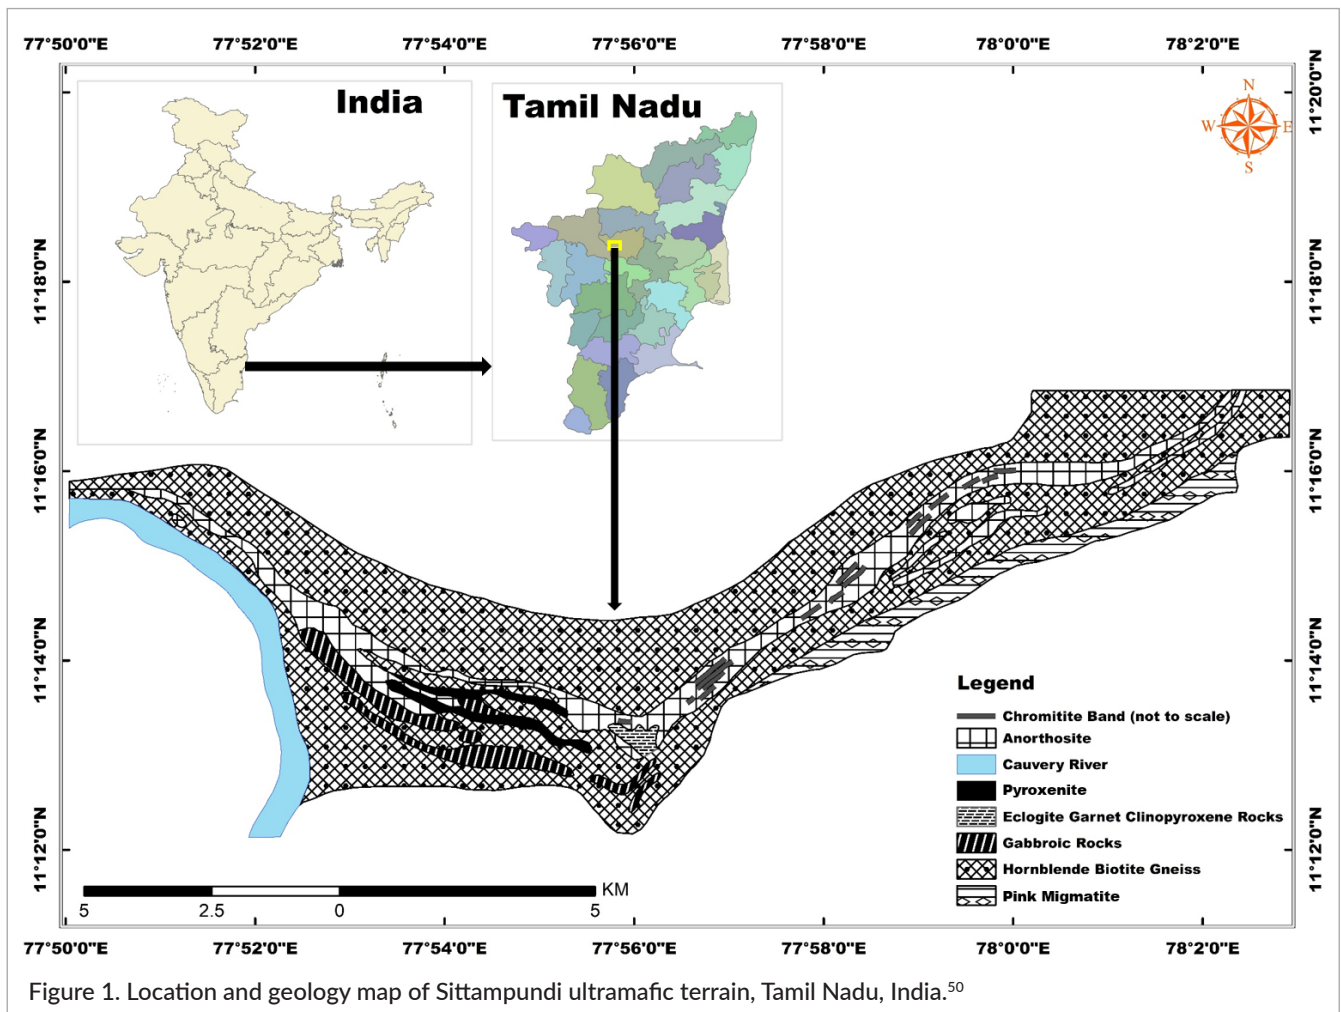 77°50'0"E 77°52'0"E 77°54'0"E 77°56'0"E 77°58'0"E 78°0'0"E 78°2'0"E
India
Tamil Nadu
N
W E
S
11°20'0"N 
11°18'0"N 11°18'0"N
11°16'0"N 11°16'0"N
11°14'0"N 11°14'0"N
11°12'0"N 11°12'0"N
Legend
Chromitite Band (not to scale)
Anorthosite
Cauvery River
Pyroxenite
Eclogite Garnet Clinopyroxene Rocks
Gabbroic Rocks
Hornblende Biotite Gneiss
Pink Migmatite
KM
5 2.5 0 5
77°50'0"E 77°52'0"E 77°54'0"E 77°56'0"E 77°58'0"E 78°0'0"E 78°2'0"E
Figure 1. Location and geology map of Sittampundi ultramafic terrain, Tamil Nadu, India.50